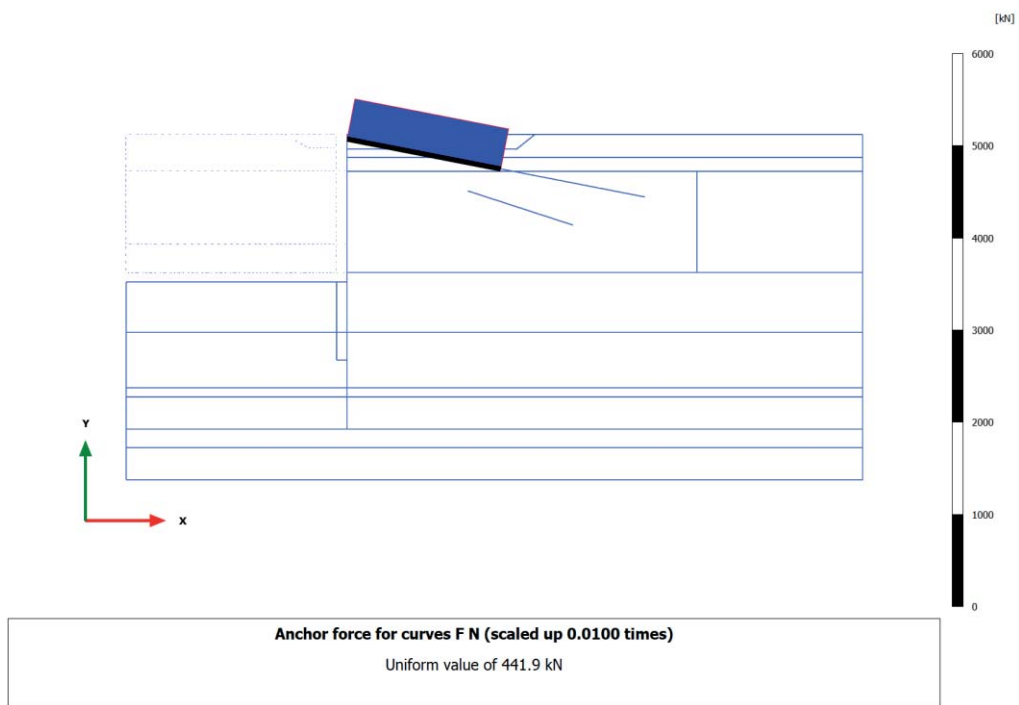 [kN]
6000
5000
4000
3000
2000
1000
0
Y
X
Anchor force for curves F N (scaled up 0.0100 times)
Uniform value of 441.9 kN